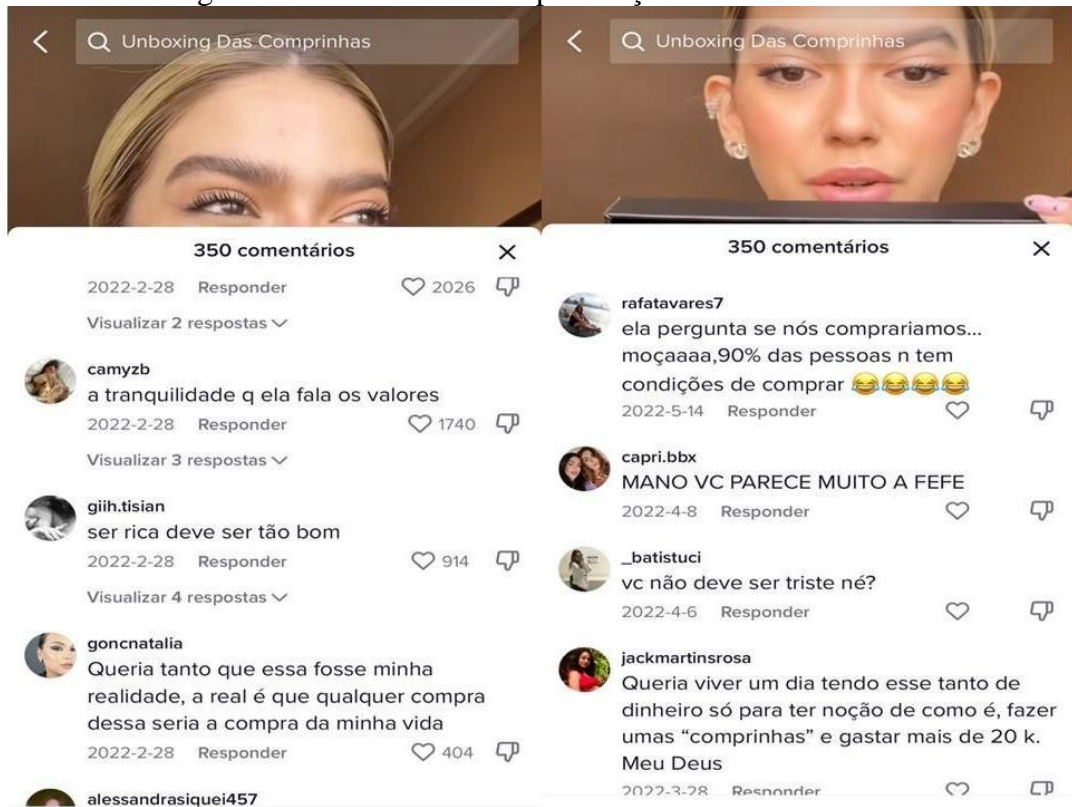 Unboxing Das Comprinhas
350 comentários
2022-2-28 Responder 2026
Visualizar 2 respostas
camyzb
a tranquilidade q ela fala os valores
2022-2-28 Responder 1740
Visualizar 3 respostas
giih.tisian
ser rica deve ser tão bom
2022-2-28 Responder 914
Visualizar 4 respostas
goncnatalia
Queria tanto que essa fosse minha
realidade, a real é que qualquer compra
dessa seria a compra da minha vida
2022-2-28 Responder 404
alessandrasiquei457
Unboxing Das Comprinhas
350 comentários
rafatavares7
ela pergunta se nós comprariamos...
moçaaaa,90% das pessoas n tem
condições de comprar 😂😂😂😂
2022-5-14 Responder
capri.bbx
MANO VC PARECE MUITO A FEFE
2022-4-8 Responder
_batistuci
vc não deve ser triste né?
2022-4-6 Responder
jackmartinsrosa
Queria viver um dia tendo esse tanto de
dinheiro só para ter noção de como é, fazer
umas “comprinhas” e gastar mais de 20 k.
Meu Deus
2022-3-28 Responder